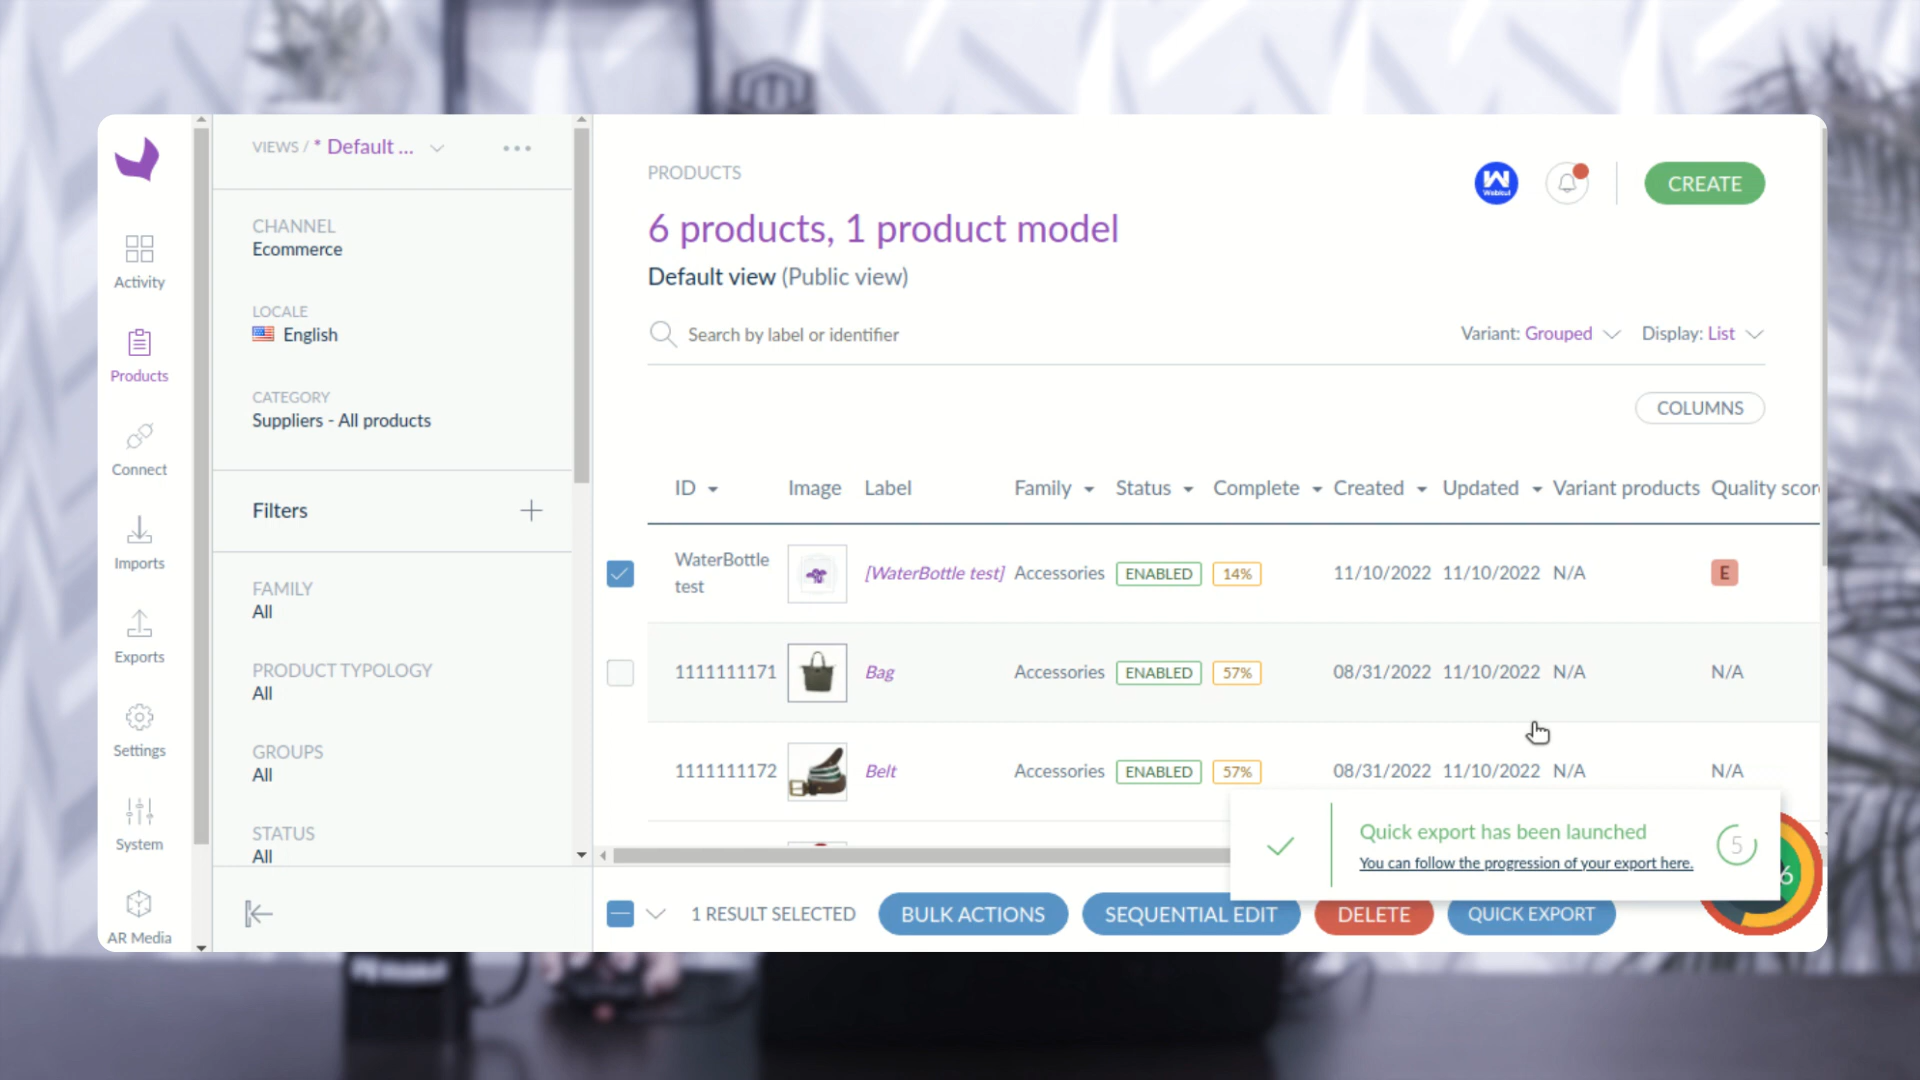 VIEWS / * Default ...
CHANNEL
Ecommerce
LOCALE
English
CATEGORY
Suppliers - All products
Filters
FAMILY
All
PRODUCT TYPOLOGY
All
GROUPS
All
STATUS
All
Activity
Products
Connect
Imports
Exports
Settings
System
AR Media
PRODUCTS
W
Webkul
CREATE
6 products, 1 product model
Default view (Public view)
Search by label or identifier
Variant: Grouped
Display: List
COLUMNS
ID Image Label Family Status Complete Created Updated Variant products Quality scor
WaterBottle test [WaterBottle test] Accessories ENABLED 14% 11/10/2022 11/10/2022 N/A E
1111111171 Bag Accessories ENABLED 57% 08/31/2022 11/10/2022 N/A N/A
1111111172 Belt Accessories ENABLED 57% 08/31/2022 11/10/2022 N/A N/A
Quick export has been launched
You can follow the progression of your export here.
5
1 RESULT SELECTED
BULK ACTIONS
SEQUENTIAL EDIT
DELETE
QUICK EXPORT